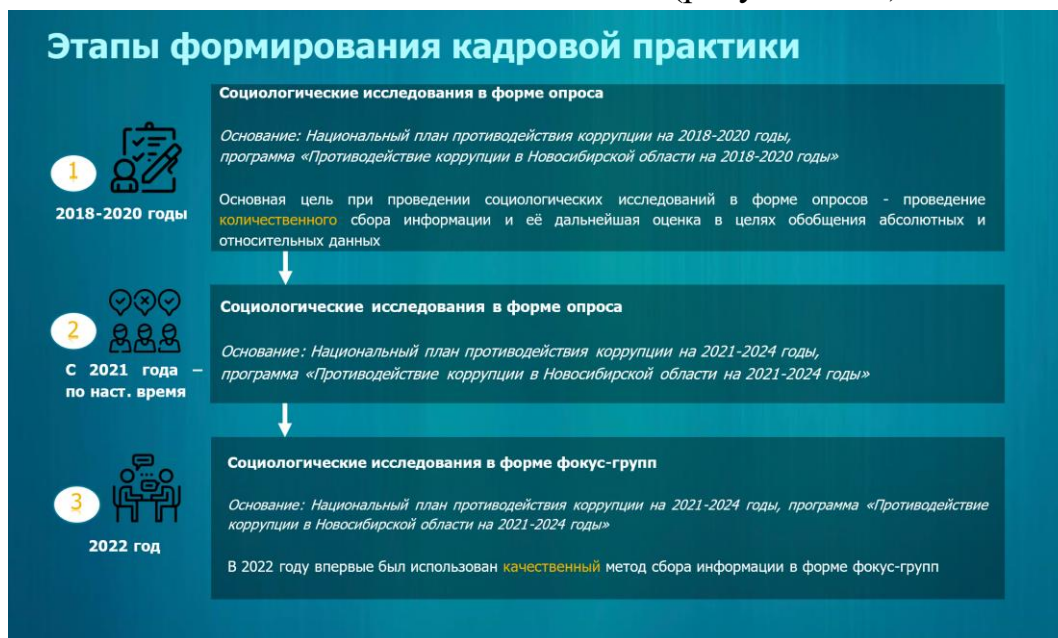 Этапы формирования кадровой практики
Социологические исследования в форме опроса
Основание: Национальный план противодействия коррупции на 2018-2020 годы,
программа «Противодействие коррупции в Новосибирской области на 2018-2020 годы»
1
2018-2020 годы
Основная цель при проведении социологических исследований в форме опросов - проведение
количественного сбора информации и её дальнейшая оценка в целях обобщения абсолютных и
относительных данных
Социологические исследования в форме опроса
2
Основание: Национальный план противодействия коррупции на 2021-2024 годы,
программа «Противодействие коррупции в Новосибирской области на 2021-2024 годы»
С 2021 года –
по наст. время
Социологические исследования в форме фокус-групп
3
Основание: Национальный план противодействия коррупции на 2021-2024 годы, программа «Противодействие
коррупции в Новосибирской области на 2021-2024 годы»
2022 год
В 2022 году впервые был использован качественный метод сбора информации в форме фокус-групп